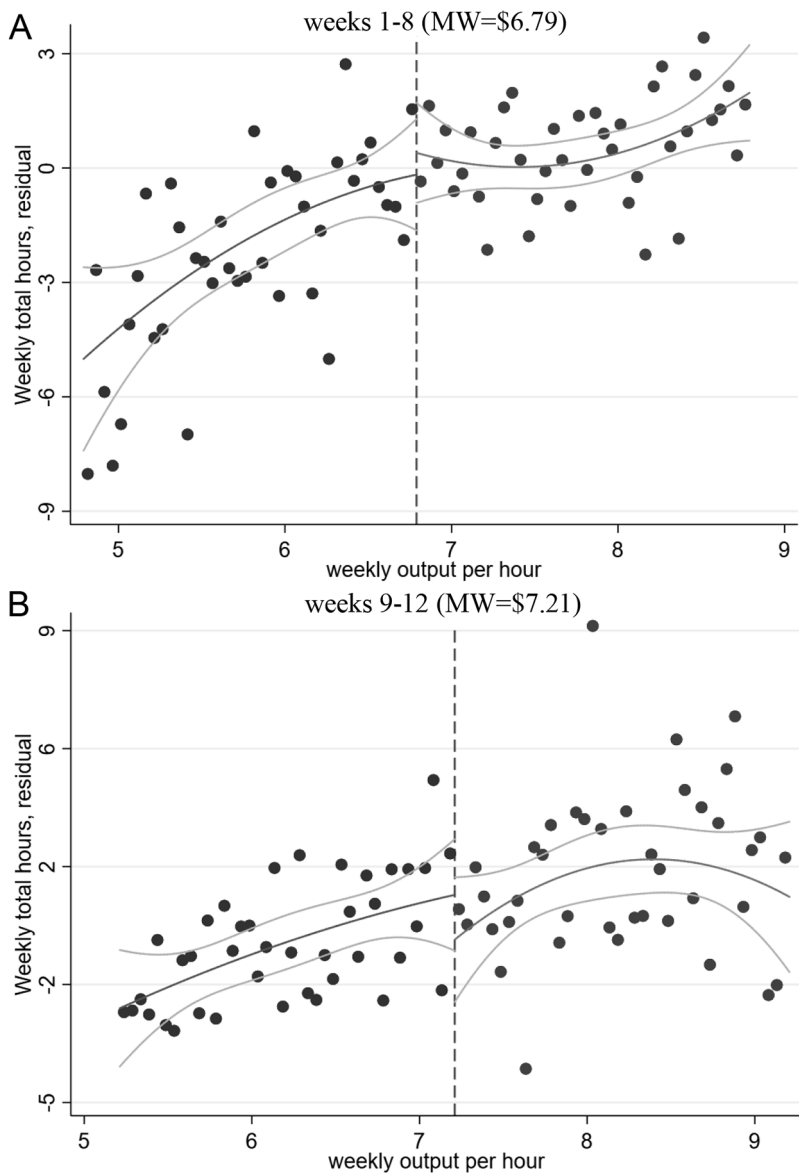 A
weeks 1-8 (MW=$6.79)
Weekly total hours, residual
3
0
-3
-6
-9
5 6 7 8 9
weekly output per hour
B
weeks 9-12 (MW=$7.21)
Weekly total hours, residual
9
6
2
-2
-5
5 6 7 8 9
weekly output per hour